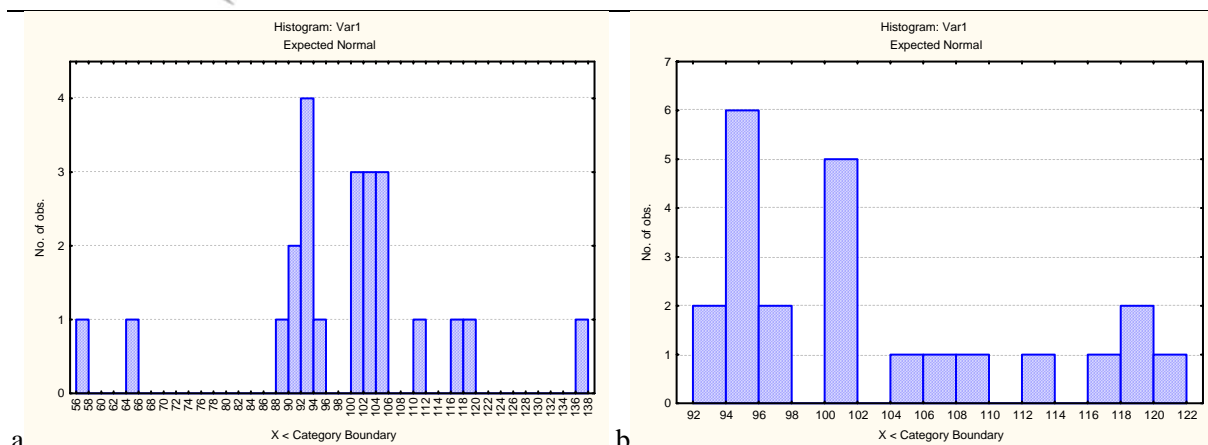 Histogram: Var1
Expected Normal
4
3
2
1
0
No. of obs.
56 58 60 62 64 66 68 70 72 74 76 78 80 82 84 86 88 90 92 94 96 98 100 102 104 106 108 110 112 114 116 118 120 122 124 126 128 130 132 134 136 138
X < Category Boundary
a
Histogram: Var1
Expected Normal
7
6
5
4
3
2
1
0
No. of obs.
92 94 96 98 100 102 104 106 108 110 112 114 116 118 120 122
X < Category Boundary
b